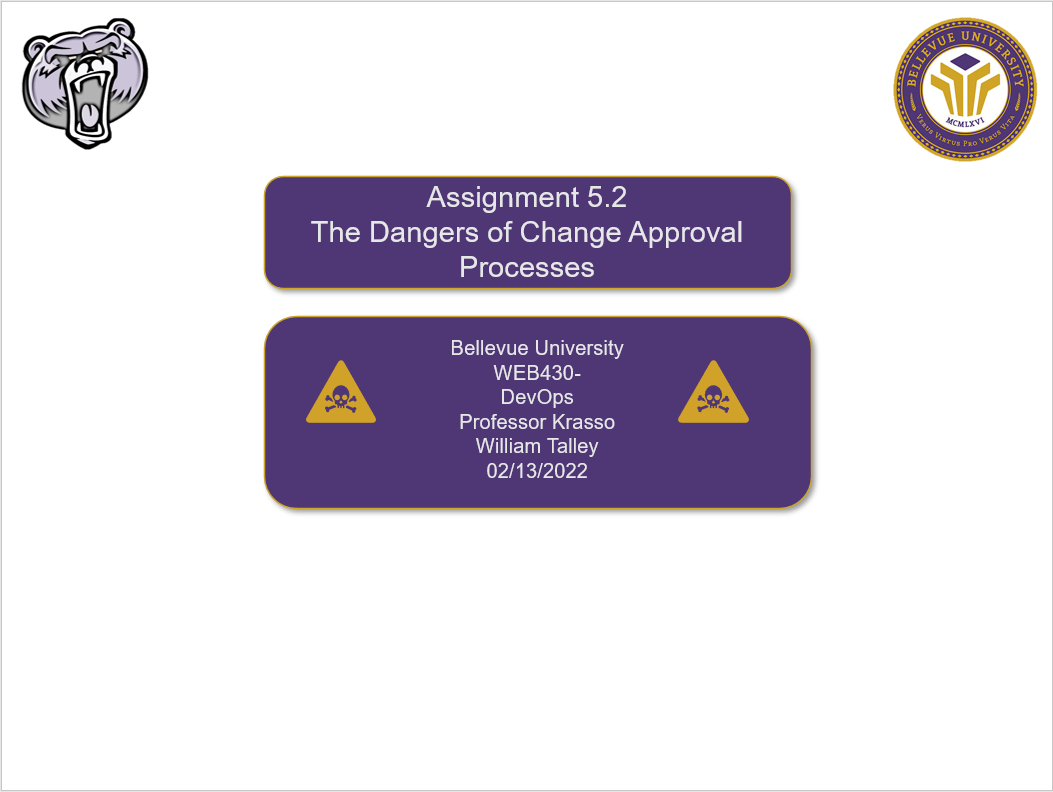 BELLEVUE UNIVERSITY
MCMLXVI
VERUS VIRTUS PRO VERUS VITA
Assignment 5.2
The Dangers of Change Approval
Processes
Bellevue University
WEB430-
DevOps
Professor Krasso
William Talley
02/13/2022